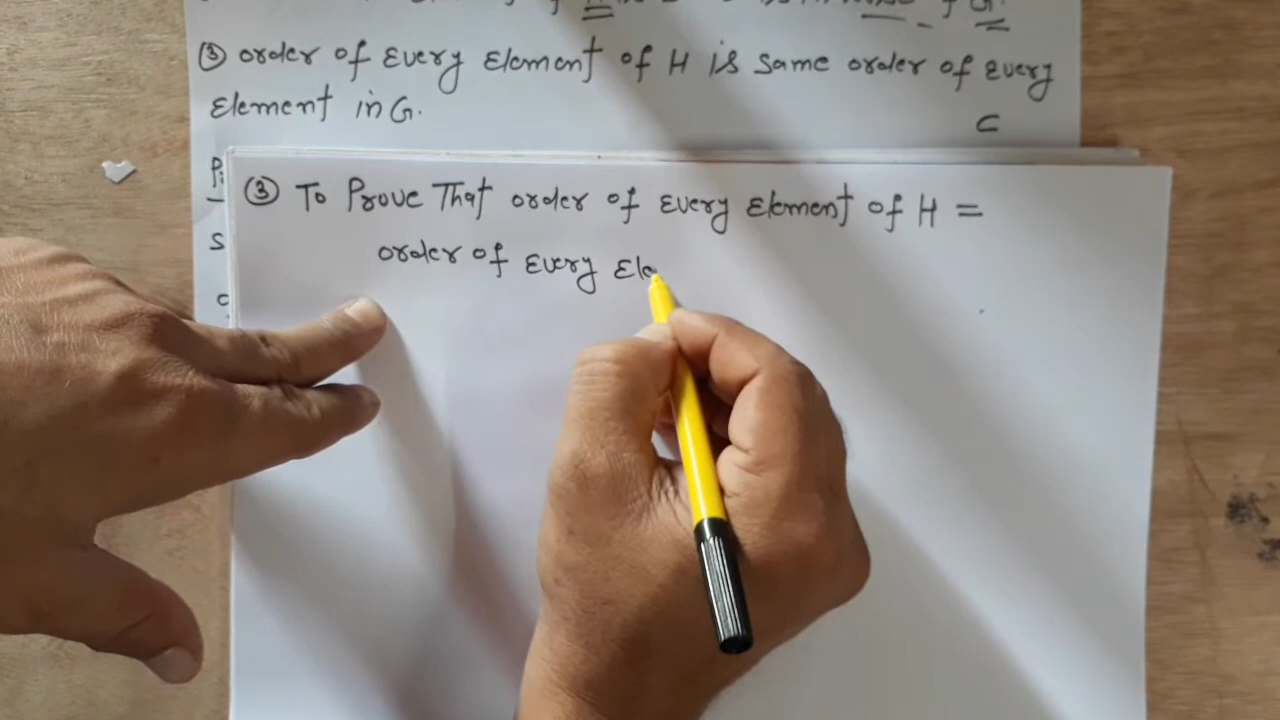 ③ order of Every Element of H is same order of every
Element in G.
C
③ To Prove That order of Every Element of H =
order of Every Ele